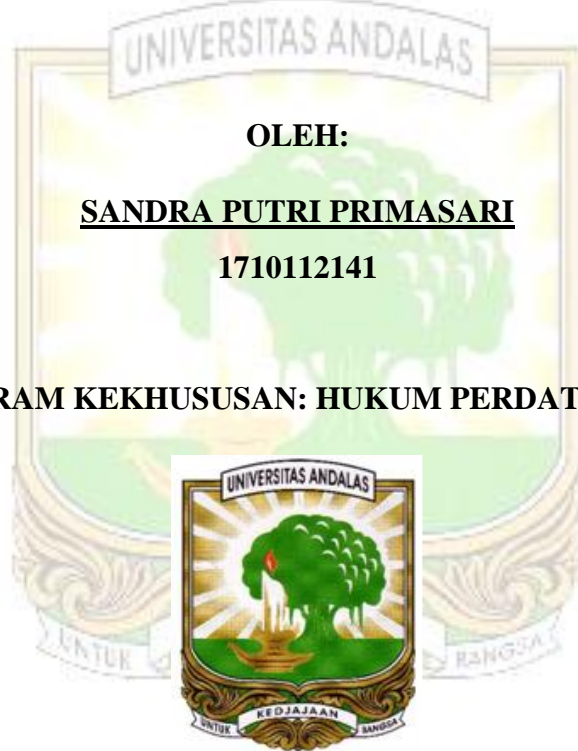 UNIVERSITAS ANDALAS
OLEH:
SANDRA PUTRI PRIMASARI
1710112141
RAM KEKHUSUSAN: HUKUM PERDAT
UNIVERSITAS ANDALAS
UNTUK
BANGSA
KEDJAJAAN
UNTUK
BANGSA